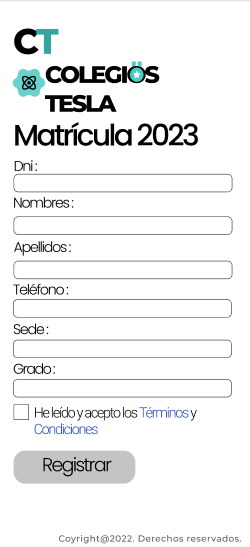 CT
COLEGIOS
TESLA
Matrícula 2023
Dni :
Nombres :
Apellidos :
Teléfono :
Sede :
Grado :
He leído y acepto los Términos y
Condiciones
Registrar
Copyright@2022. Derechos reservados.